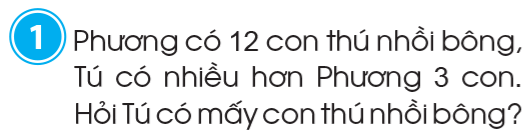 1 Phương có 12 con thú nhồi bông,
Tú có nhiều hơn Phương 3 con.
Hỏi Tú có mấy con thú nhồi bông?